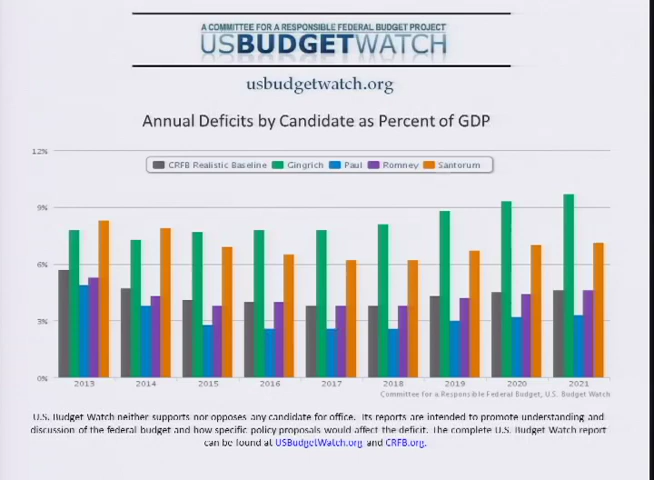 A COMMITTEE FOR A RESPONSIBLE FEDERAL BUDGET PROJECT
USBUDGETWATCH
usbudgetwatch.org
Annual Deficits by Candidate as Percent of GDP
12%
CRFB Realistic Baseline Gingrich Paul Romney Santorum
9%
6%
3%
0%
2013 2014 2015 2016 2017 2018 2019 2020 2021
Committee for a Responsible Federal Budget, U.S. Budget Watch
U.S. Budget Watch neither supports nor opposes any candidate for office. Its reports are intended to promote understanding and
discussion of the federal budget and how specific policy proposals would affect the deficit. The complete U.S. Budget Watch report
can be found at USBudgetWatch.org and CRFB.org.